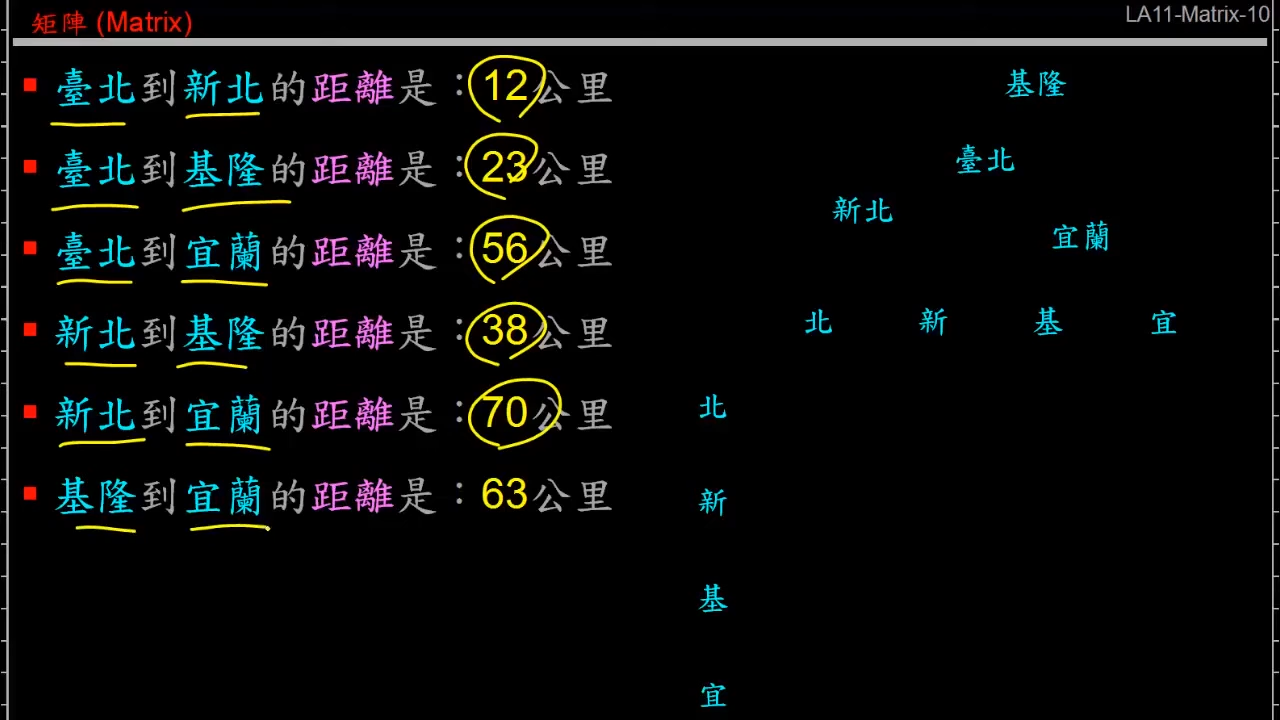 矩陣 (Matrix)
LA11-Matrix-10
臺北到新北的距離是：12公里
臺北到基隆的距離是：23公里
臺北到宜蘭的距離是：56公里
新北到基隆的距離是：38公里
新北到宜蘭的距離是：70公里
基隆到宜蘭的距離是：63公里
基隆
臺北
新北
宜蘭
北 新 基 宜
北
新
基
宜